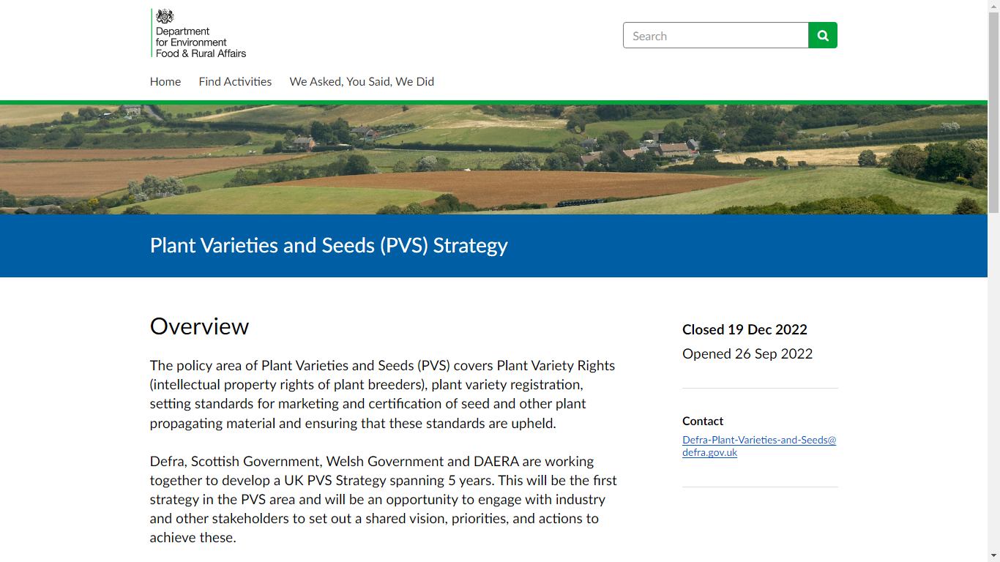 Department
for Environment
Food & Rural Affairs
Search
Home
Find Activities
We Asked, You Said, We Did
Plant Varieties and Seeds (PVS) Strategy
Overview
The policy area of Plant Varieties and Seeds (PVS) covers Plant Variety Rights
(intellectual property rights of plant breeders), plant variety registration,
setting standards for marketing and certification of seed and other plant
propagating material and ensuring that these standards are upheld.
Defra, Scottish Government, Welsh Government and DAERA are working
together to develop a UK PVS Strategy spanning 5 years. This will be the first
strategy in the PVS area and will be an opportunity to engage with industry
and other stakeholders to set out a shared vision, priorities, and actions to
achieve these.
Closed 19 Dec 2022
Opened 26 Sep 2022
Contact
Defra-Plant-Varieties-and-Seeds@
defra.gov.uk